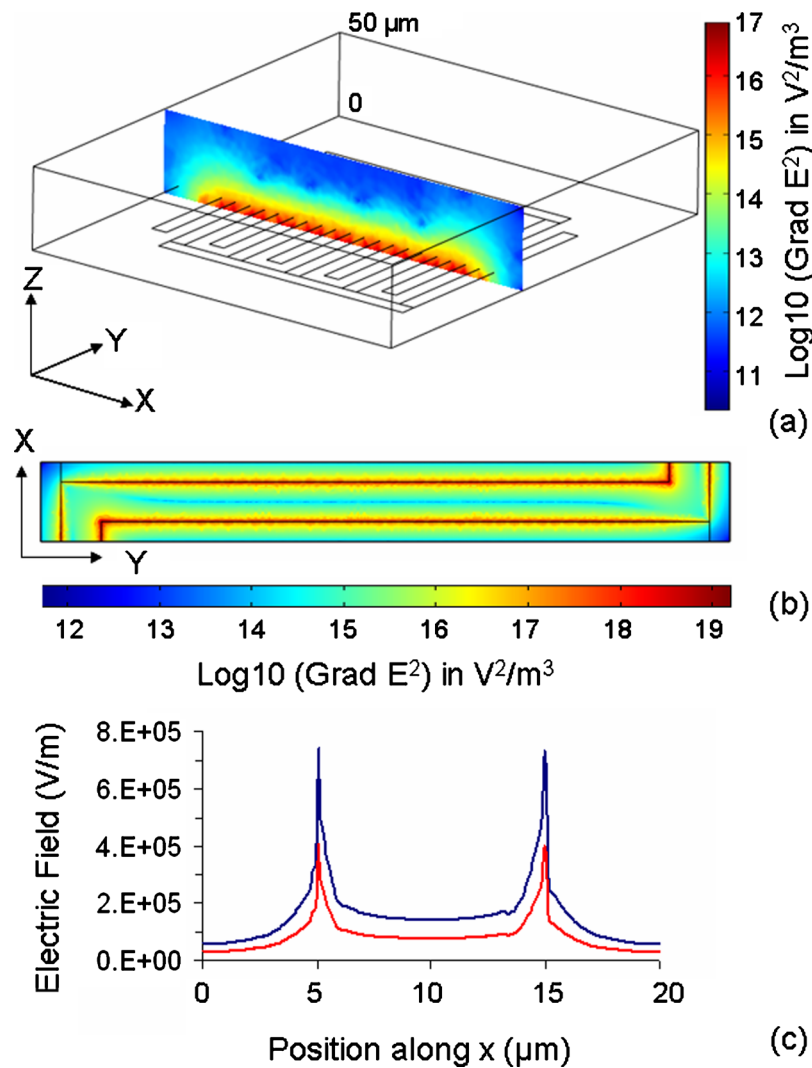 50 µm
0
17
16
15
14
13
12
11
Log10 (Grad E²) in V²/m³
Z
Y
X
(a)
X
Y
12 13 14 15 16 17 18 19
(b)
Log10 (Grad E²) in V²/m³
8.E+05
6.E+05
4.E+05
2.E+05
0.E+00
Electric Field (V/m)
0 5 10 15 20
Position along x (µm)
(c)